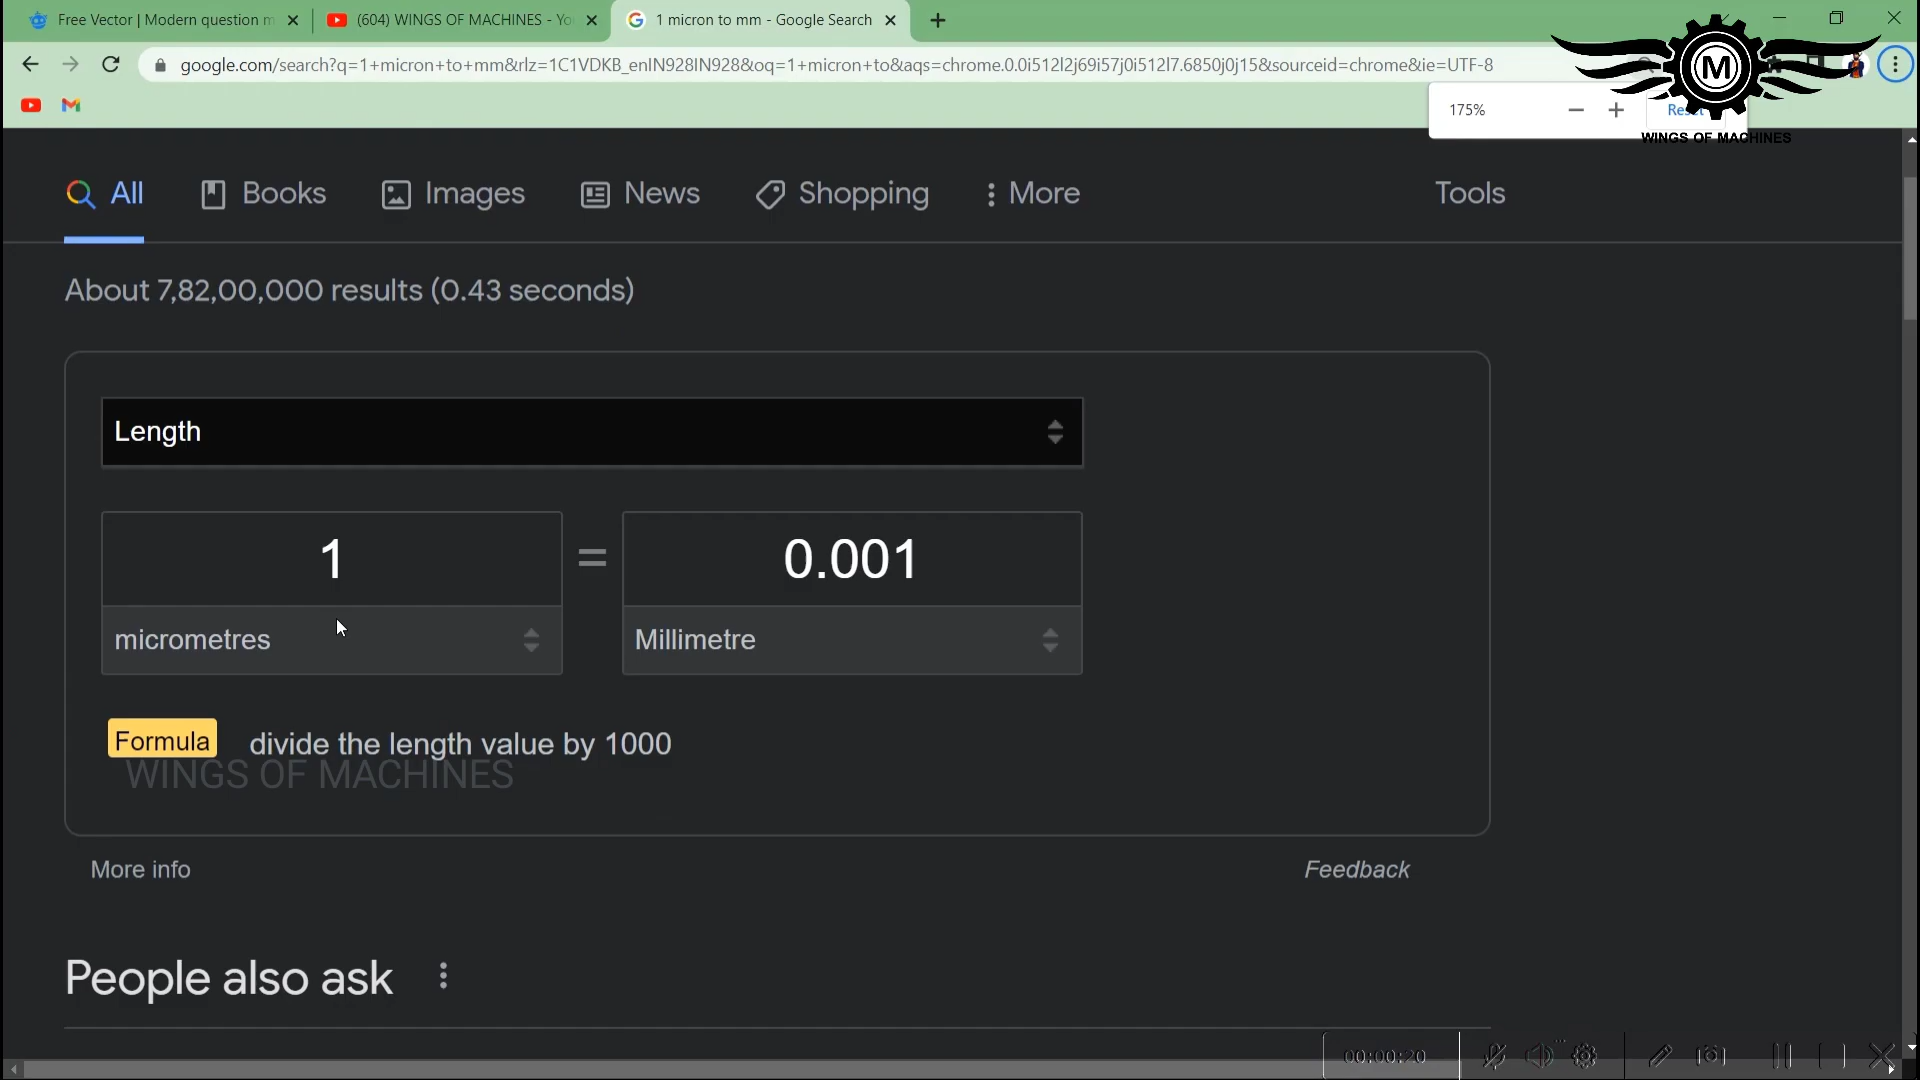 Free Vector | Modern question m
(604) WINGS OF MACHINES - Yo
1 micron to mm - Google Search
google.com/search?q=1+micron+to+mm&rlz=1C1VDKB_enIN928IN928&oq=1+micron+to&aqs=chrome.0.0i512l2j69i57j0i512l7.6850j0j15&sourceid=chrome&ie=UTF-8
M
175%
Reset
WINGS OF MACHINES
All
Books
Images
News
Shopping
More
Tools
About 7,82,00,000 results (0.43 seconds)
Length
1 = 0.001
micrometres
Millimetre
Formula divide the length value by 1000
WINGS OF MACHINES
More info
Feedback
People also ask
00:00:20